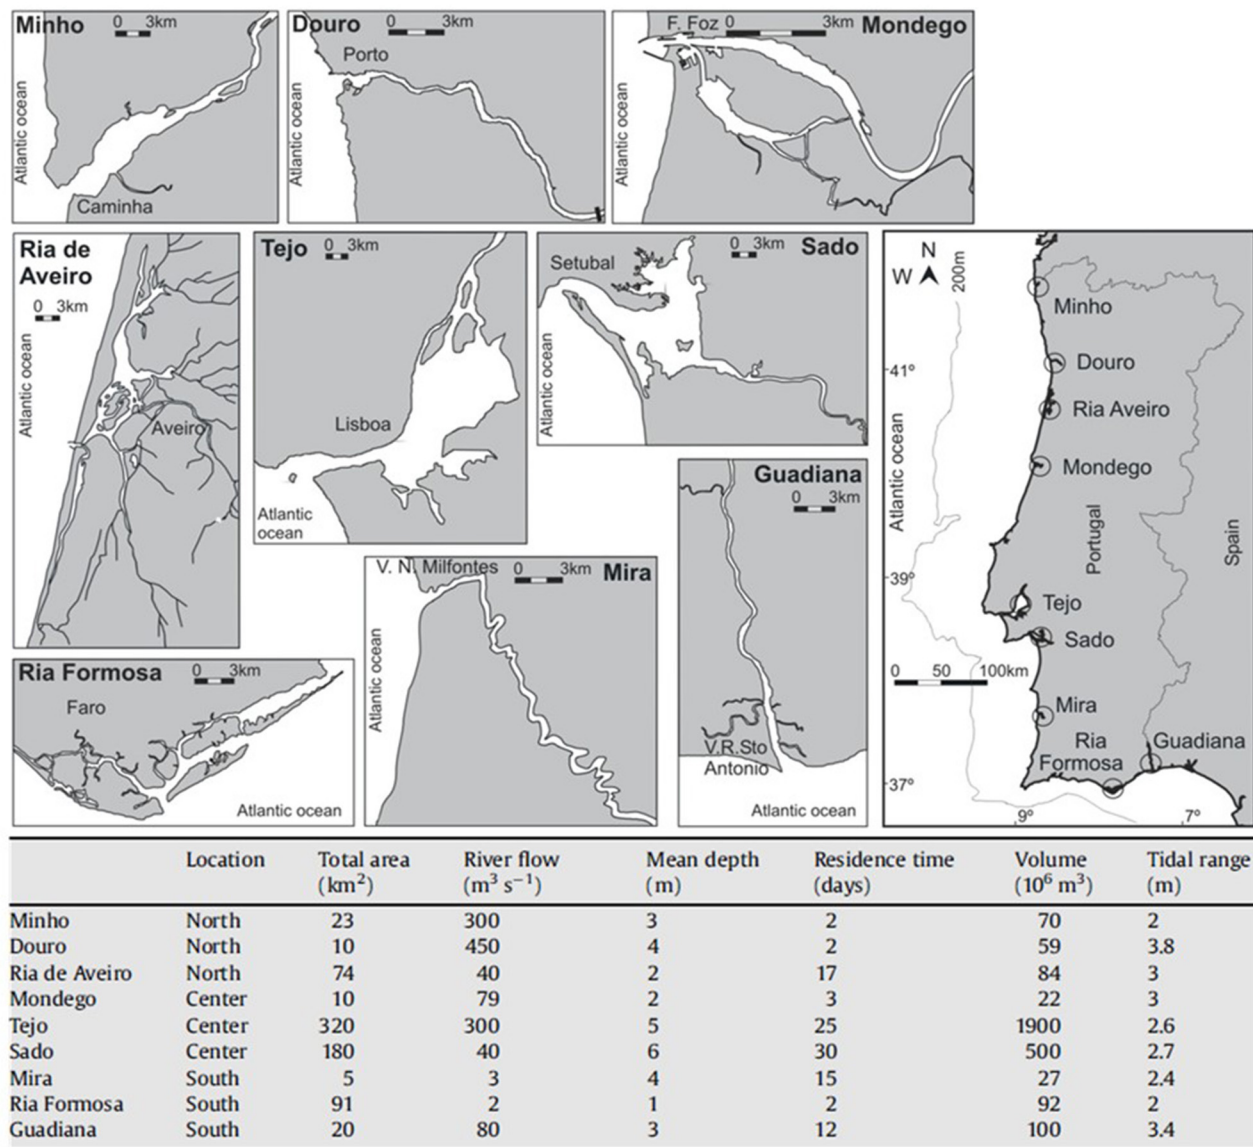 Minho
0 3km
Atlantic ocean
Caminha
Douro
0 3km
Porto
Atlantic ocean
F. Foz 0 3km
Mondego
Atlantic ocean
Ria de
Aveiro
0 3km
Atlantic ocean
Aveiro
Tejo 0 3km
Lisboa
Atlantic
ocean
0 3km Sado
Setubal
Atlantic ocean
N
W
200m
Minho
Douro
41º
Ria Aveiro
Mondego
Atlantic ocean
Portugal
Spain
39º
Tejo
Sado
0 50 100km
Mira
Ria
Formosa
Guadiana
37º
9º 7º
Guadiana
0 3km
V.R.Sto
Antonio
Atlantic ocean
V. N. Milfontes 0 3km Mira
Atlantic ocean
Ria Formosa 0 3km
Faro
Atlantic ocean
Location Total area River flow Mean depth Residence time Volume Tidal range
(km²) (m³ s⁻¹) (m) (days) (10⁶ m³) (m)
Minho North 23 300 3 2 70 2
Douro North 10 450 4 2 59 3.8
Ria de Aveiro North 74 40 2 17 84 3
Mondego Center 10 79 2 3 22 3
Tejo Center 320 300 5 25 1900 2.6
Sado Center 180 40 6 30 500 2.7
Mira South 5 3 4 15 27 2.4
Ria Formosa South 91 2 1 2 92 2
Guadiana South 20 80 3 12 100 3.4